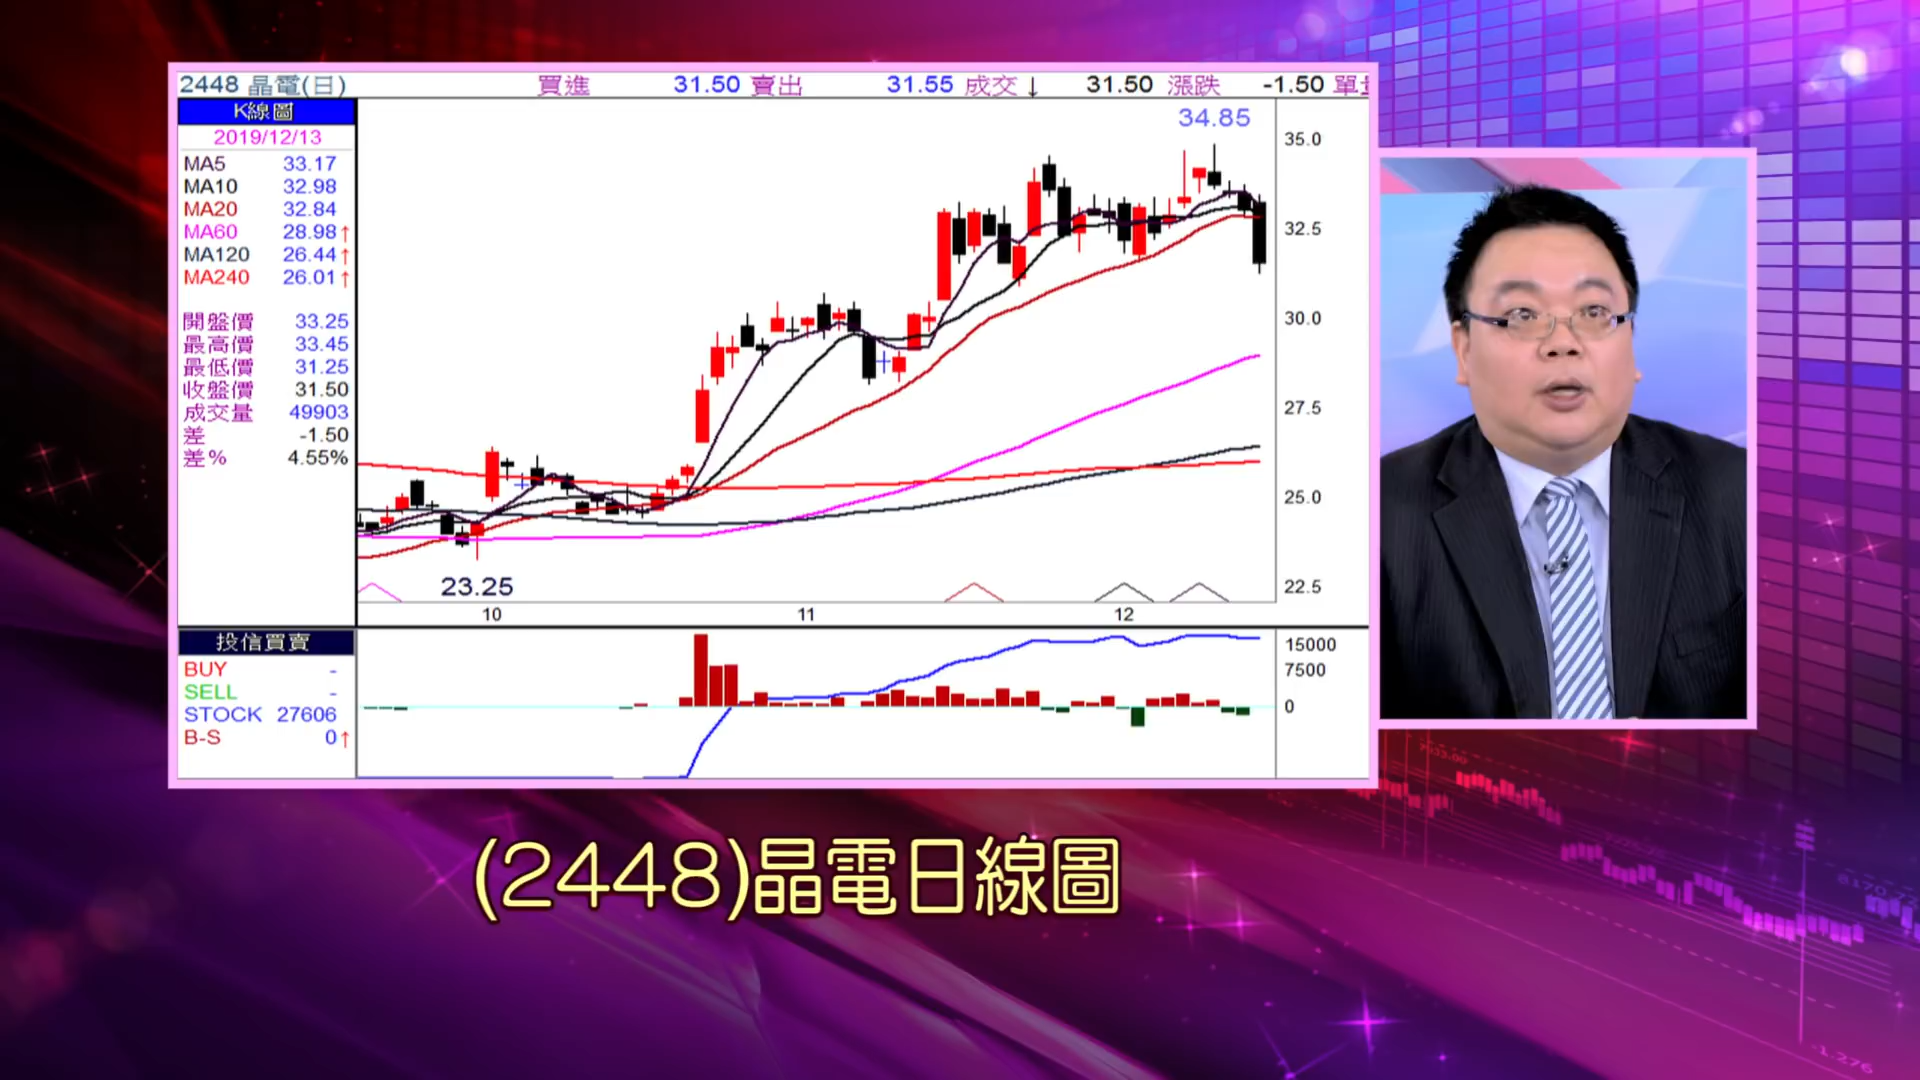 2448 晶電(日) 買進 31.50 賣出 31.55 成交↓ 31.50 漲跌 -1.50
K線圖
2019/12/13
MA5 33.17
MA10 32.98
MA20 32.84
MA60 28.98↑
MA120 26.44↑
MA240 26.01↑
開盤價 33.25
最高價 33.45
最低價 31.25
收盤價 31.50
成交量 49903
差 -1.50
差% 4.55%
34.85
23.25
35.0
32.5
30.0
27.5
25.0
22.5
10 11 12
投信買賣
BUY -
SELL -
STOCK 27606
B-S 0↑
15000
7500
0
(2448)晶電日線圖